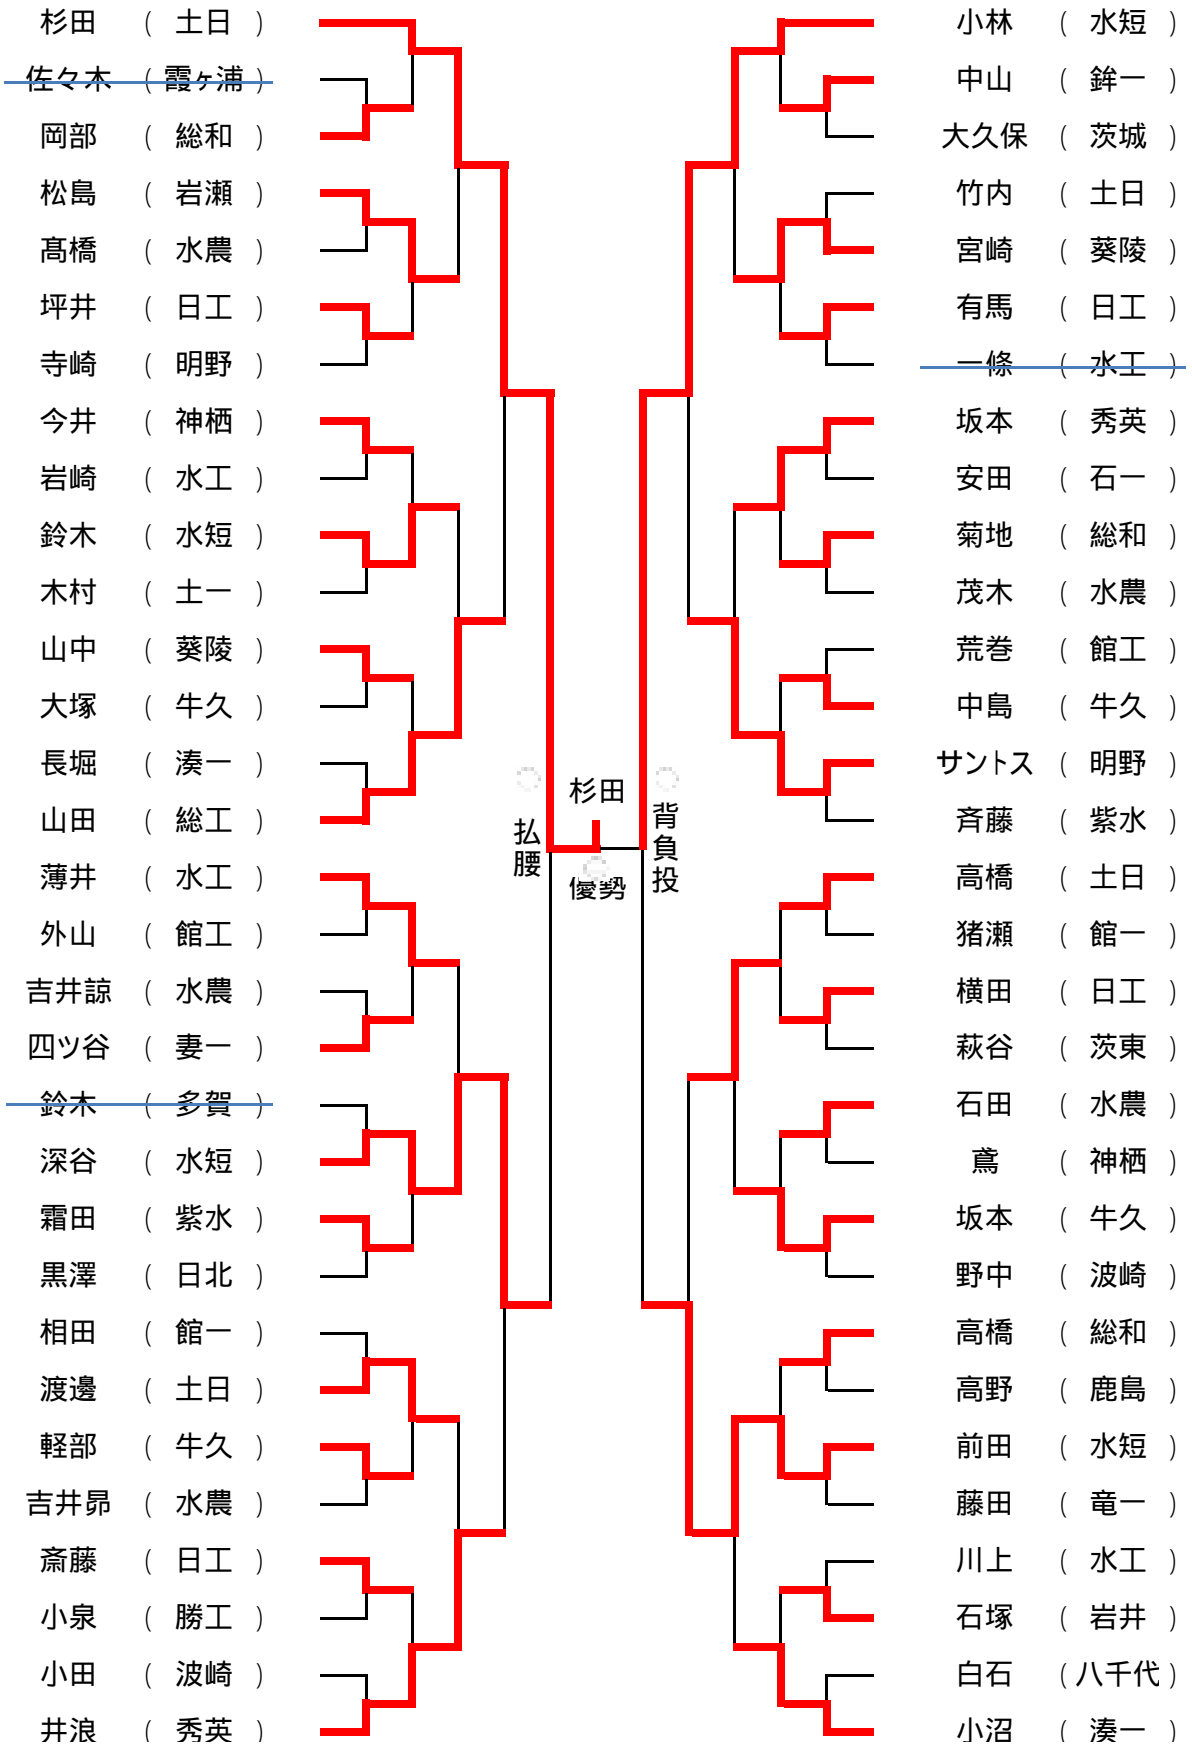 杉田 ( 土日 )
佐々木 ( 霞ヶ浦 )
岡部 ( 総和 )
松島 ( 岩瀬 )
髙橋 ( 水農 )
坪井 ( 日工 )
寺崎 ( 明野 )
今井 ( 神栖 )
岩崎 ( 水工 )
鈴木 ( 水短 )
木村 ( 土一 )
山中 ( 葵陵 )
大塚 ( 牛久 )
長堀 ( 湊一 )
山田 ( 総工 )
薄井 ( 水工 )
外山 ( 館工 )
吉井諒 ( 水農 )
四ツ谷 ( 妻一 )
鈴木 ( 多賀 )
深谷 ( 水短 )
霜田 ( 紫水 )
黒澤 ( 日北 )
相田 ( 館一 )
渡邊 ( 土日 )
軽部 ( 牛久 )
吉井昴 ( 水農 )
斎藤 ( 日工 )
小泉 ( 勝工 )
小田 ( 波崎 )
井浪 ( 秀英 )
払腰
杉田
優勢
背負投
小林 ( 水短 )
中山 ( 鉾一 )
大久保 ( 茨城 )
竹内 ( 土日 )
宮崎 ( 葵陵 )
有馬 ( 日工 )
一條 ( 水工 )
坂本 ( 秀英 )
安田 ( 石一 )
菊地 ( 総和 )
茂木 ( 水農 )
荒巻 ( 館工 )
中島 ( 牛久 )
サントス ( 明野 )
斉藤 ( 紫水 )
高橋 ( 土日 )
猪瀬 ( 館一 )
横田 ( 日工 )
萩谷 ( 茨東 )
石田 ( 水農 )
鳶 ( 神栖 )
坂本 ( 牛久 )
野中 ( 波崎 )
高橋 ( 総和 )
高野 ( 鹿島 )
前田 ( 水短 )
藤田 ( 竜一 )
川上 ( 水工 )
石塚 ( 岩井 )
白石 ( 八千代 )
小沼 ( 湊一 )